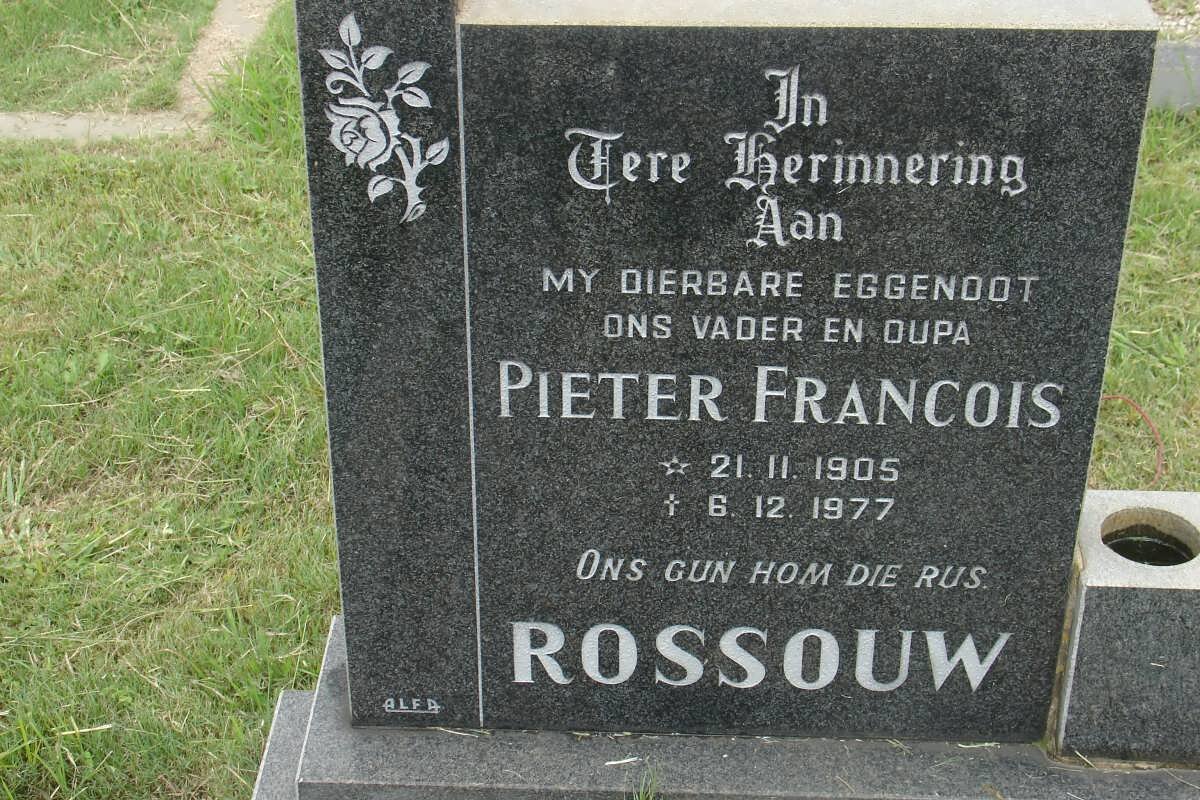 In
Tere Herinnering
Aan
MY DIERBARE EGGENOOT
ONS VADER EN OUPA
PIETER FRANCOIS
☆ 21.11.1905
† 6.12.1977
ONS GUN HOM DIE RUS.
ROSSOUW
ALFA